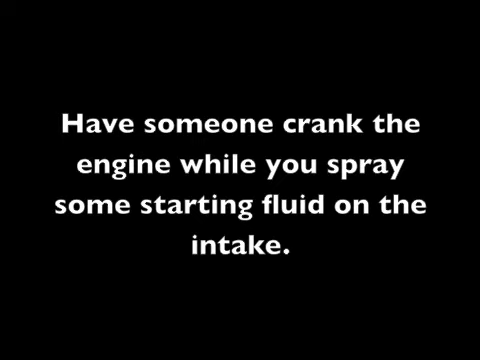 Have someone crank the
engine while you spray
some starting fluid on the
intake.